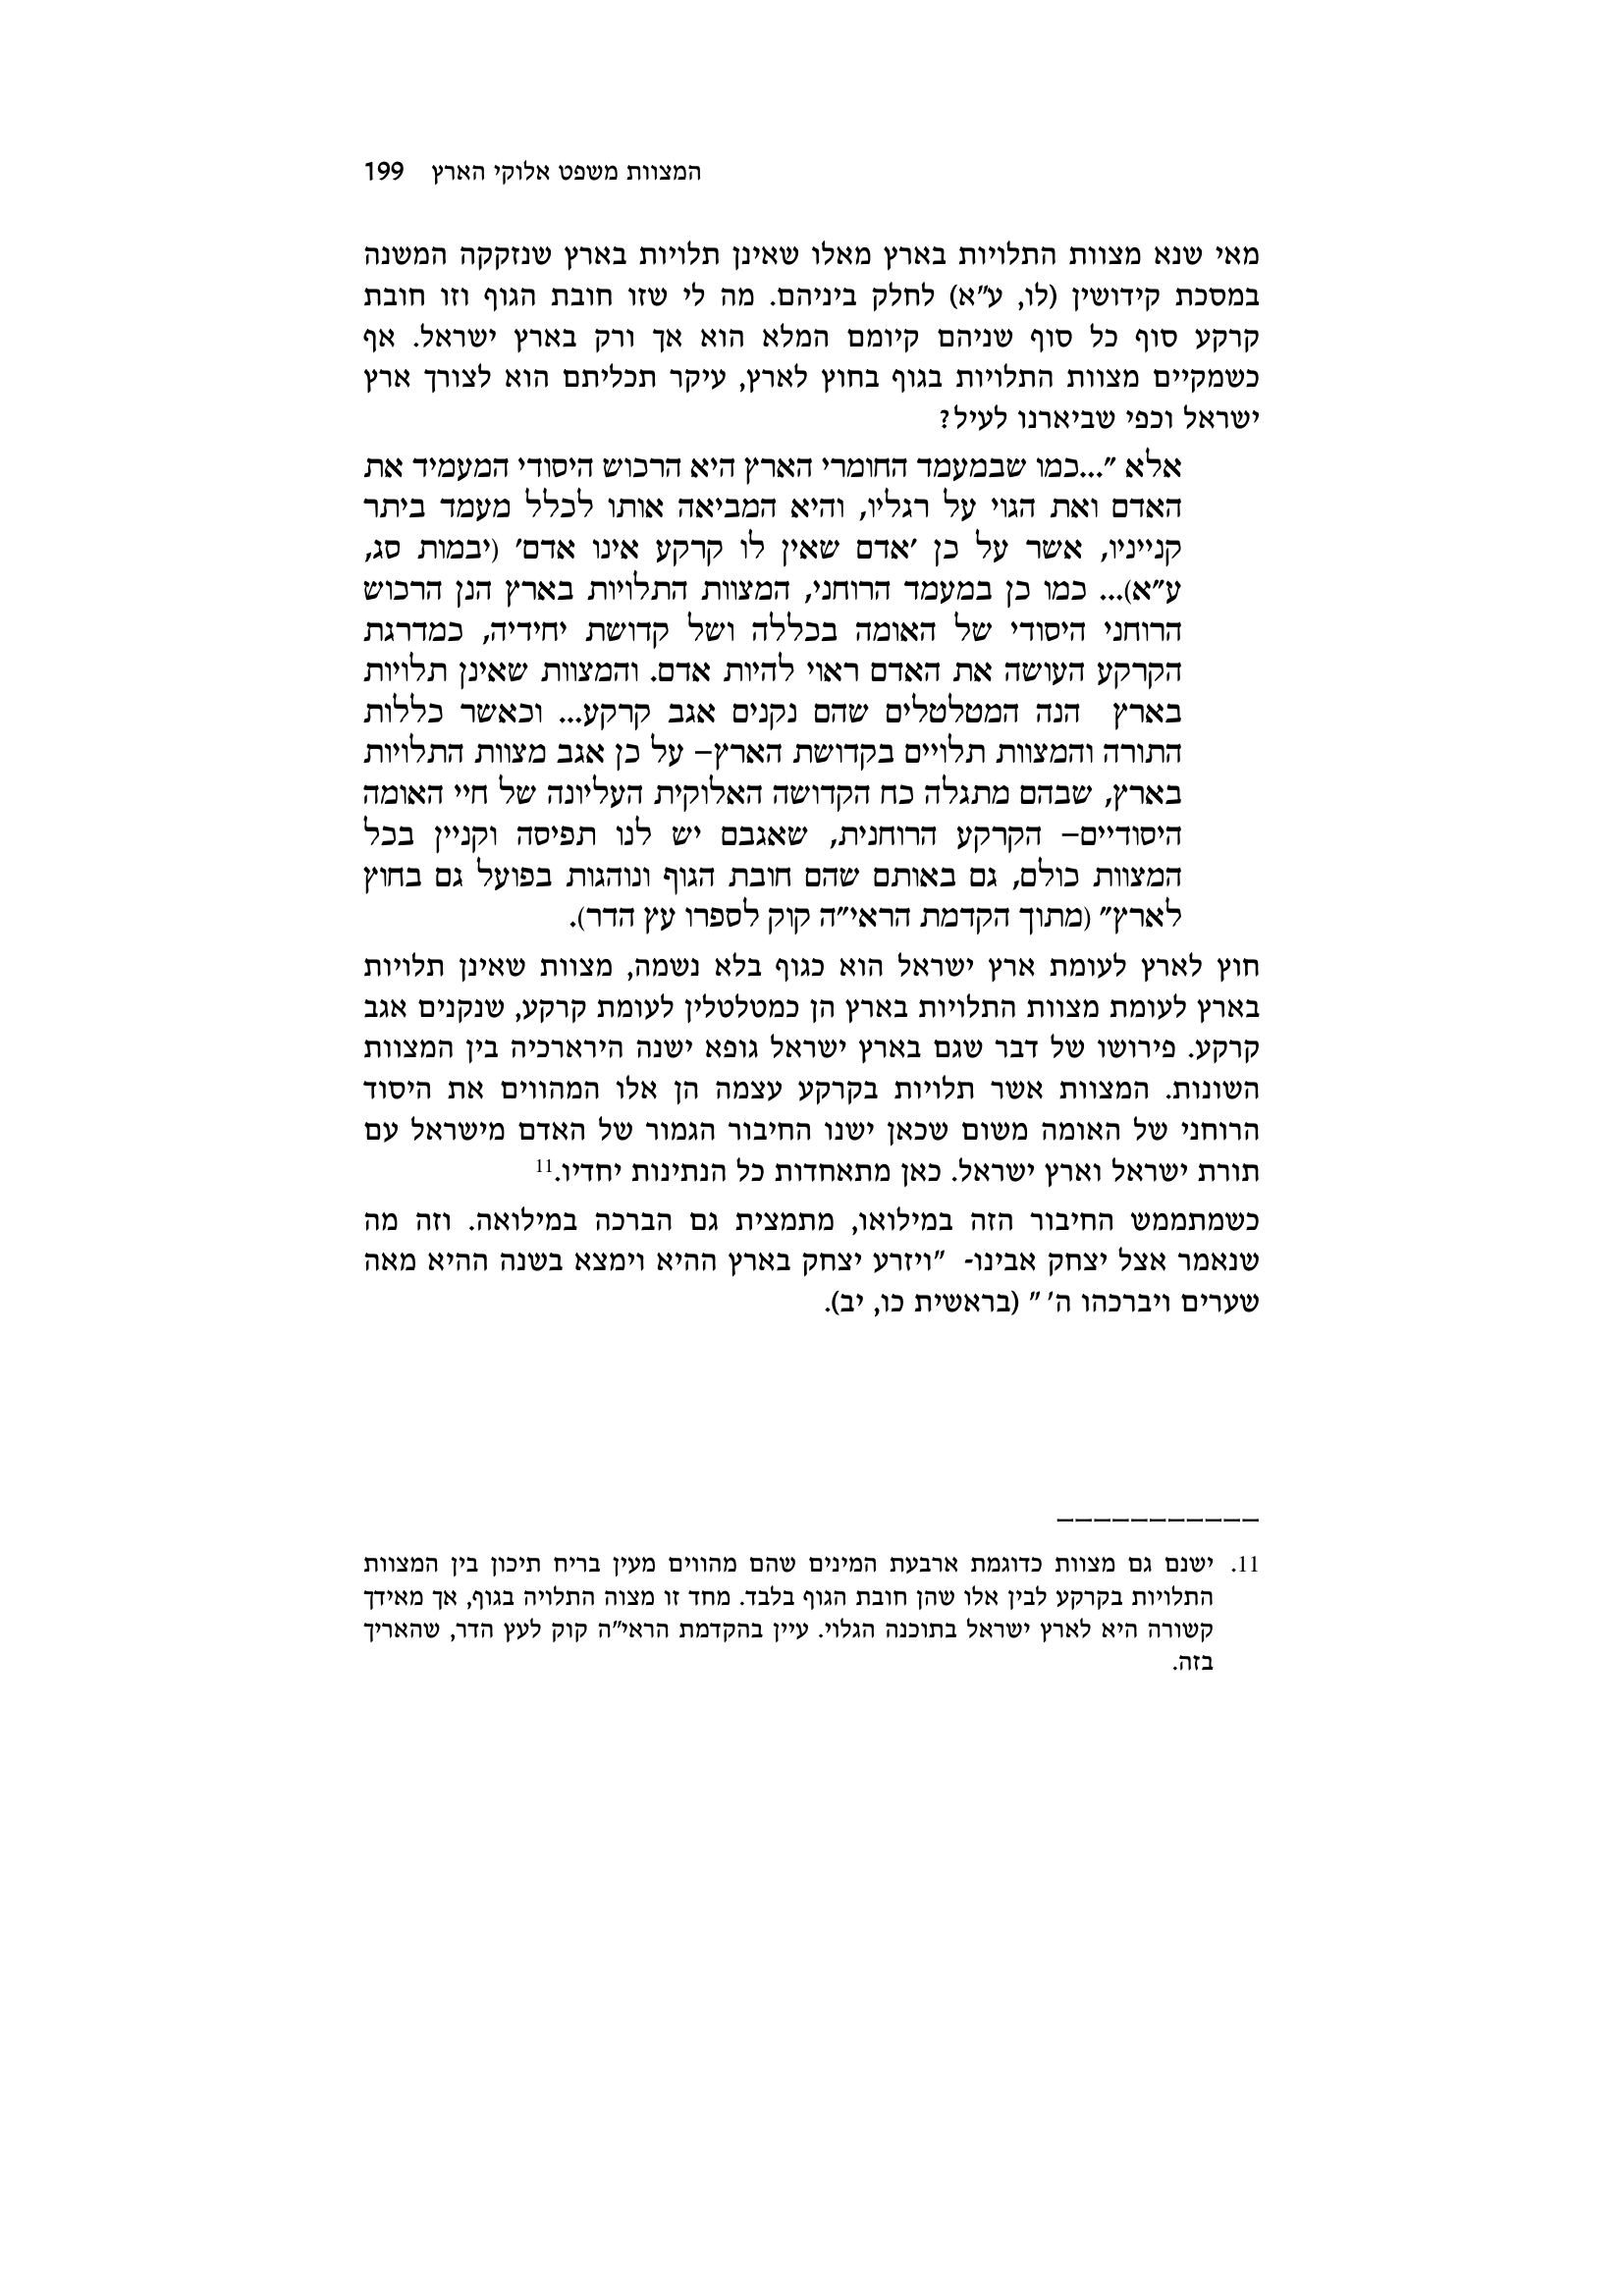 המצוות משפט אלוקי הארץ 199
מאי שנא מצוות התלויות בארץ מאלו שאינן תלויות בארץ שנזקקה המשנה
במסכת קידושין (לו, ע"א) לחלק ביניהם. מה לי שזו חובת הגוף וזו חובת
קרקע סוף כל סוף שניהם קיומם המלא הוא אך ורק בארץ ישראל. אף
כשמקיים מצוות התלויות בגוף בחוץ לארץ, עיקר תכליתם הוא לצורך ארץ
ישראל וכפי שביארנו לעיל?
אלא "...כמו שבמעמד החומרי הארץ היא הרכוש היסודי המעמיד את
האדם ואת הגוי על רגליו, והיא המביאה אותו לכלל מעמד ביתר
קנייניו, אשר על כן 'אדם שאין לו קרקע אינו אדם' (יבמות סג,
ע"א)... כמו כן במעמד הרוחני, המצוות התלויות בארץ הנן הרכוש
הרוחני היסודי של האומה בכללה ושל קדושת יחידיה, כמדרגת
הקרקע העושה את האדם ראוי להיות אדם. והמצוות שאינן תלויות
בארץ הנה המטלטלים שהם נקנים אגב קרקע... וכאשר כללות
התורה והמצוות תלויים בקדושת הארץ– על כן אגב מצוות התלויות
בארץ, שבהם מתגלה כח הקדושה האלוקית העליונה של חיי האומה
היסודיים– הקרקע הרוחנית, שאגבם יש לנו תפיסה וקניין בכל
המצוות כולם, גם באותם שהם חובת הגוף ונוהגות בפועל גם בחוץ
לארץ" (מתוך הקדמת הראי"ה קוק לספרו עץ הדר).
חוץ לארץ לעומת ארץ ישראל הוא כגוף בלא נשמה, מצוות שאינן תלויות
בארץ לעומת מצוות התלויות בארץ הן כמטלטלין לעומת קרקע, שנקנים אגב
קרקע. פירושו של דבר שגם בארץ ישראל גופא ישנה היררכיה בין המצוות
השונות. המצוות אשר תלויות בקרקע עצמה הן אלו המהווים את היסוד
הרוחני של האומה משום שכאן ישנו החיבור הגמור של האדם מישראל עם
תורת ישראל וארץ ישראל. כאן מתאחדות כל הנתינות יחדיו.11
כשמתממש החיבור הזה במילואו, מתמצית גם הברכה במילואה. וזה מה
שנאמר אצל יצחק אבינו- "ויזרע יצחק בארץ ההיא וימצא בשנה ההיא מאה
שערים ויברכהו ה' " (בראשית כו, יב).
–––––––––––
11. ישנם גם מצוות כדוגמת ארבעת המינים שהם מהווים מעין בריח תיכון בין המצוות
התלויות בקרקע לבין אלו שהן חובת הגוף בלבד. מחד זו מצוה התלויה בגוף, אך מאידך
קשורה היא לארץ ישראל בתוכנה הגלוי. עיין בהקדמת הראי"ה קוק לעץ הדר, שהאריך
בזה.